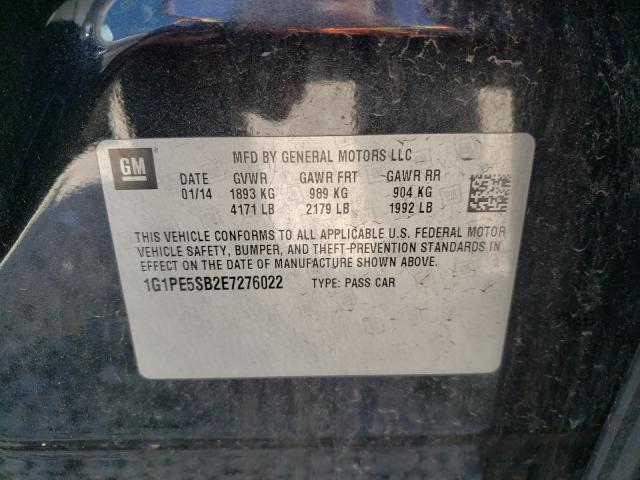 GM
MFD BY GENERAL MOTORS LLC
DATE GVWR GAWR FRT GAWR RR
01/14 1893 KG 989 KG 904 KG
4171 LB 2179 LB 1992 LB
THIS VEHICLE CONFORMS TO ALL APPLICABLE U.S. FEDERAL MOTOR
VEHICLE SAFETY, BUMPER, AND THEFT-PREVENTION STANDARDS IN
EFFECT ON THE DATE OF MANUFACTURE SHOWN ABOVE.
1G1PE5SB2E7276022 TYPE: PASS CAR